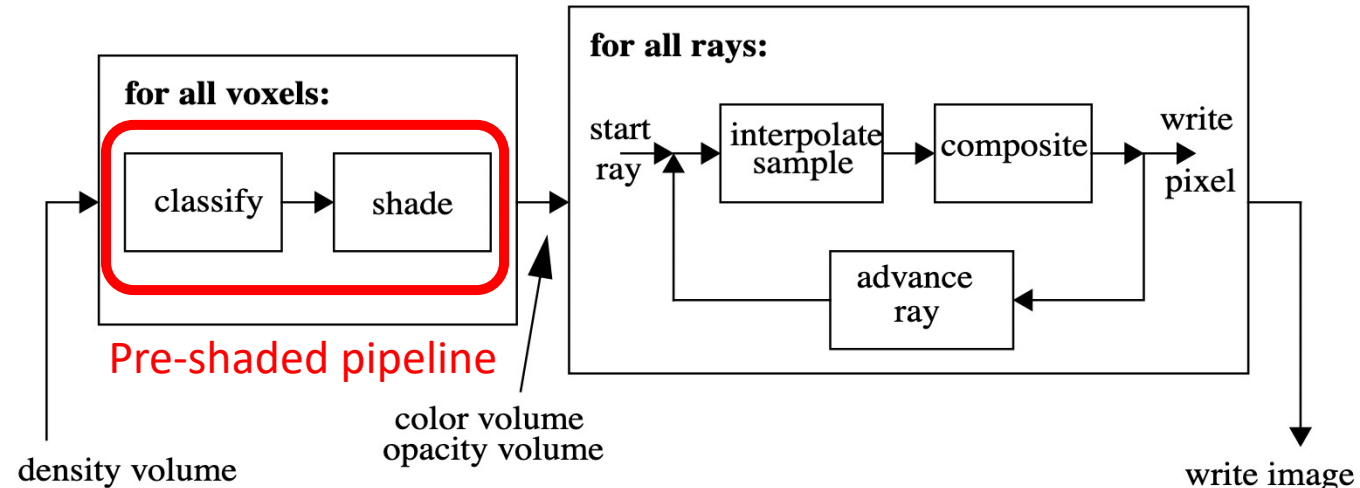 for all voxels:
classify
shade
Pre-shaded pipeline
color volume
opacity volume
density volume
for all rays:
start
ray
interpolate
sample
composite
write
pixel
advance
ray
write image